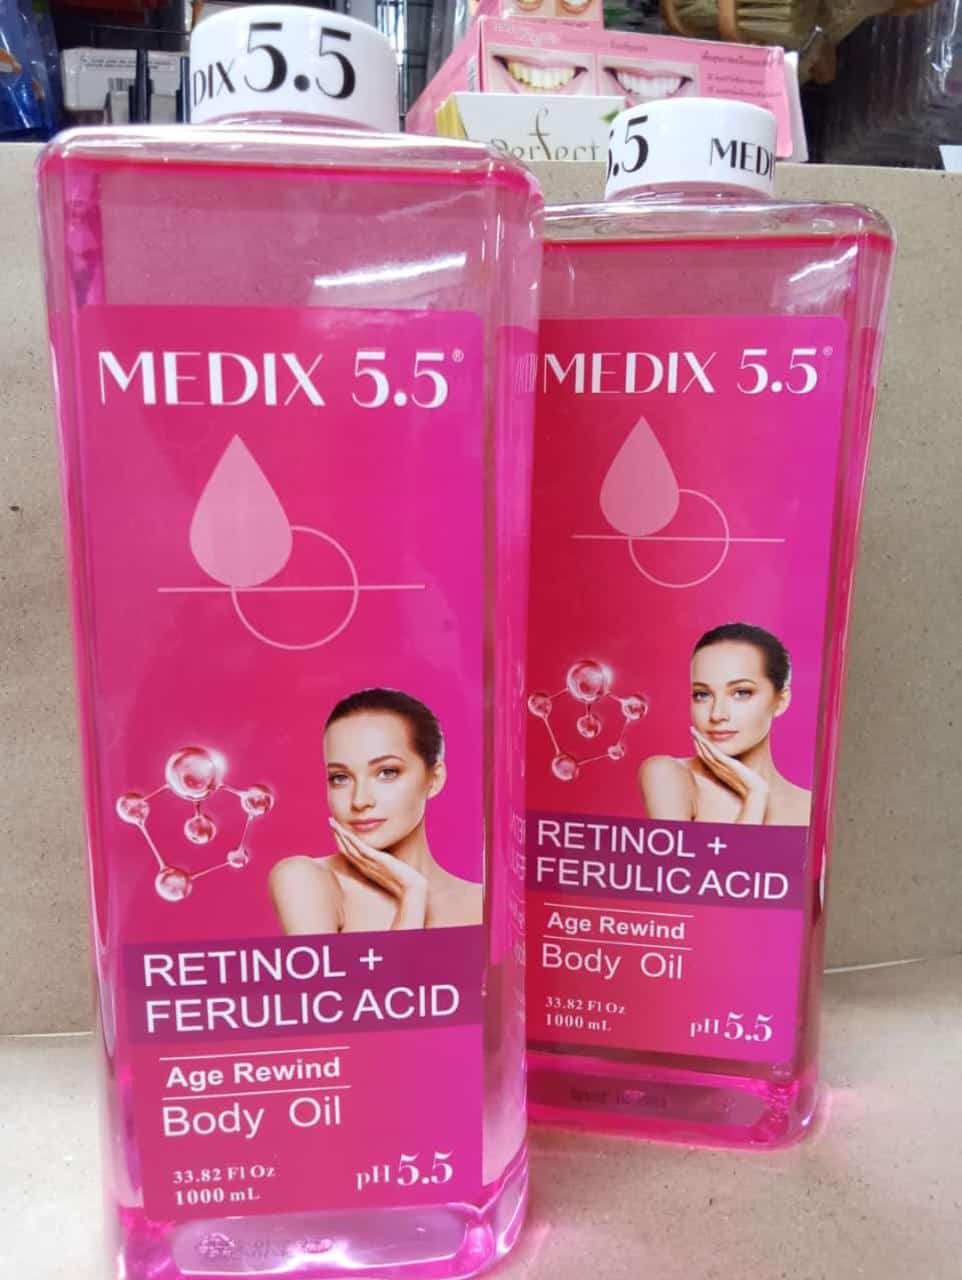 5.5
Perfect
5.5
MEDIX 5.5®
RETINOL +
FERULIC ACID
Age Rewind
Body Oil
33.82 Fl Oz
1000 mL
pH 5.5
MEDIX 5.5®
RETINOL +
FERULIC ACID
Age Rewind
Body Oil
33.82 Fl Oz
1000 mL
pH 5.5